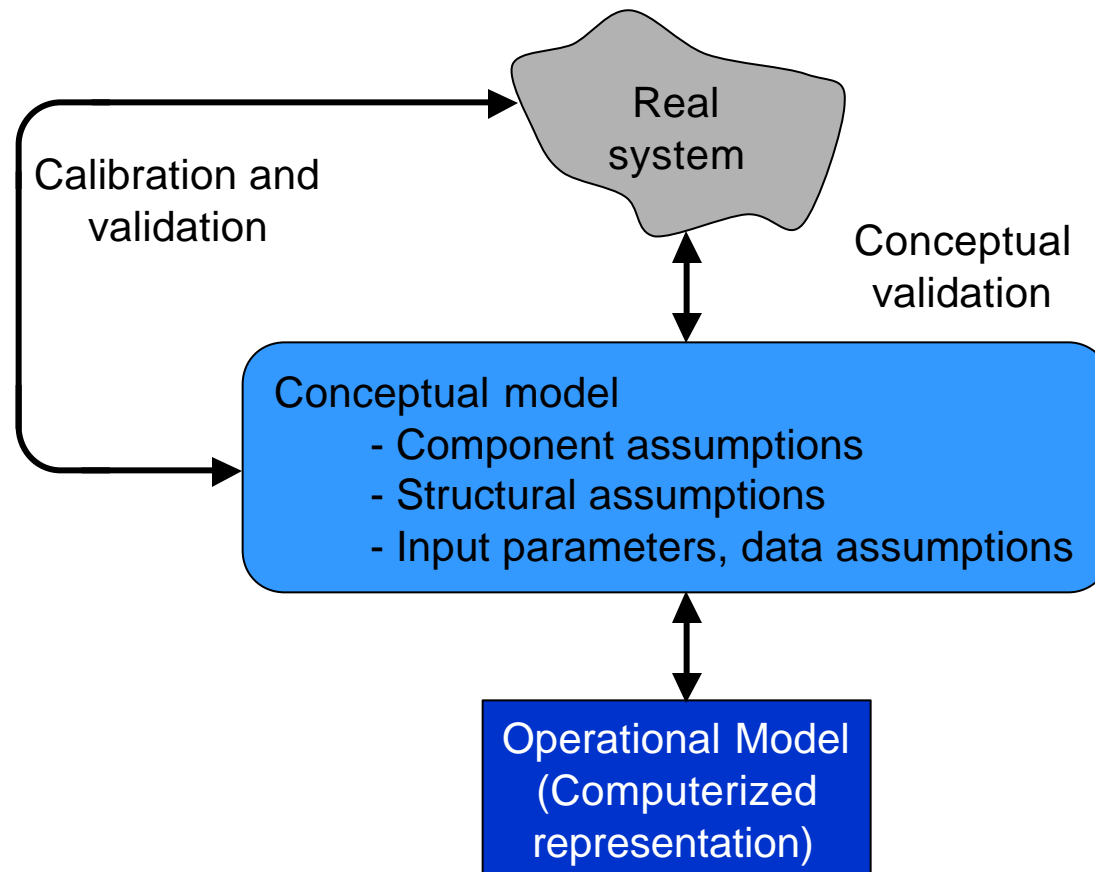 Real
system
Calibration and
validation
Conceptual
validation
Conceptual model
- Component assumptions
- Structural assumptions
- Input parameters, data assumptions
Operational Model
(Computerized
representation)